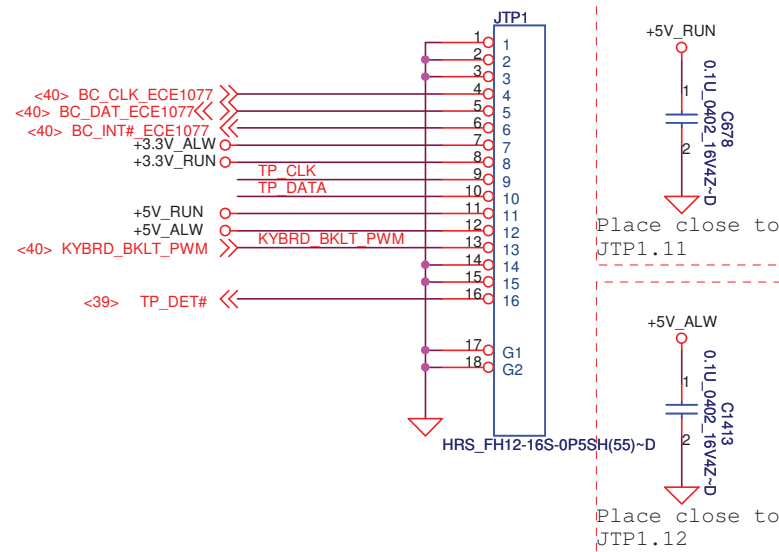 JTP1
1 1
2 2
3 3
<40> BC_CLK_ECE1077 4 4
<40> BC_DAT_ECE1077 5 5
<40> BC_INT#_ECE1077 6 6
+3.3V_ALW 7 7
+3.3V_RUN 8 8
TP_CLK 9 9
TP_DATA 10 10
+5V_RUN 11 11
+5V_ALW 12 12
<40> KYBRD_BKLT_PWM KYBRD_BKLT_PWM 13 13
14 14
15 15
<39> TP_DET# 16 16
17 G1
18 G2
HRS_FH12-16S-0P5SH(55)~D
+5V_RUN
1
2
C678
0.1U_0402_16V4Z~D
Place close to
JTP1.11
+5V_ALW
1
2
C1413
0.1U_0402_16V4Z~D
Place close to
JTP1.12